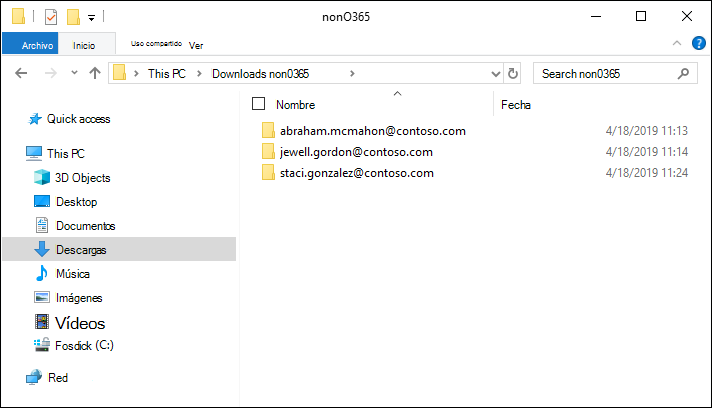 nonO365
Archivo Inicio Uso compartido Ver
This PC Downloads non0365 Search non0365
Nombre Fecha
Quick access
abraham.mcmahon@contoso.com 4/18/2019 11:13
This PC jewell.gordon@contoso.com 4/18/2019 11:14
3D Objects staci.gonzalez@contoso.com 4/18/2019 11:24
Desktop
Documentos
Descargas
Música
Imágenes
Vídeos
Fosdick (C:)
Red